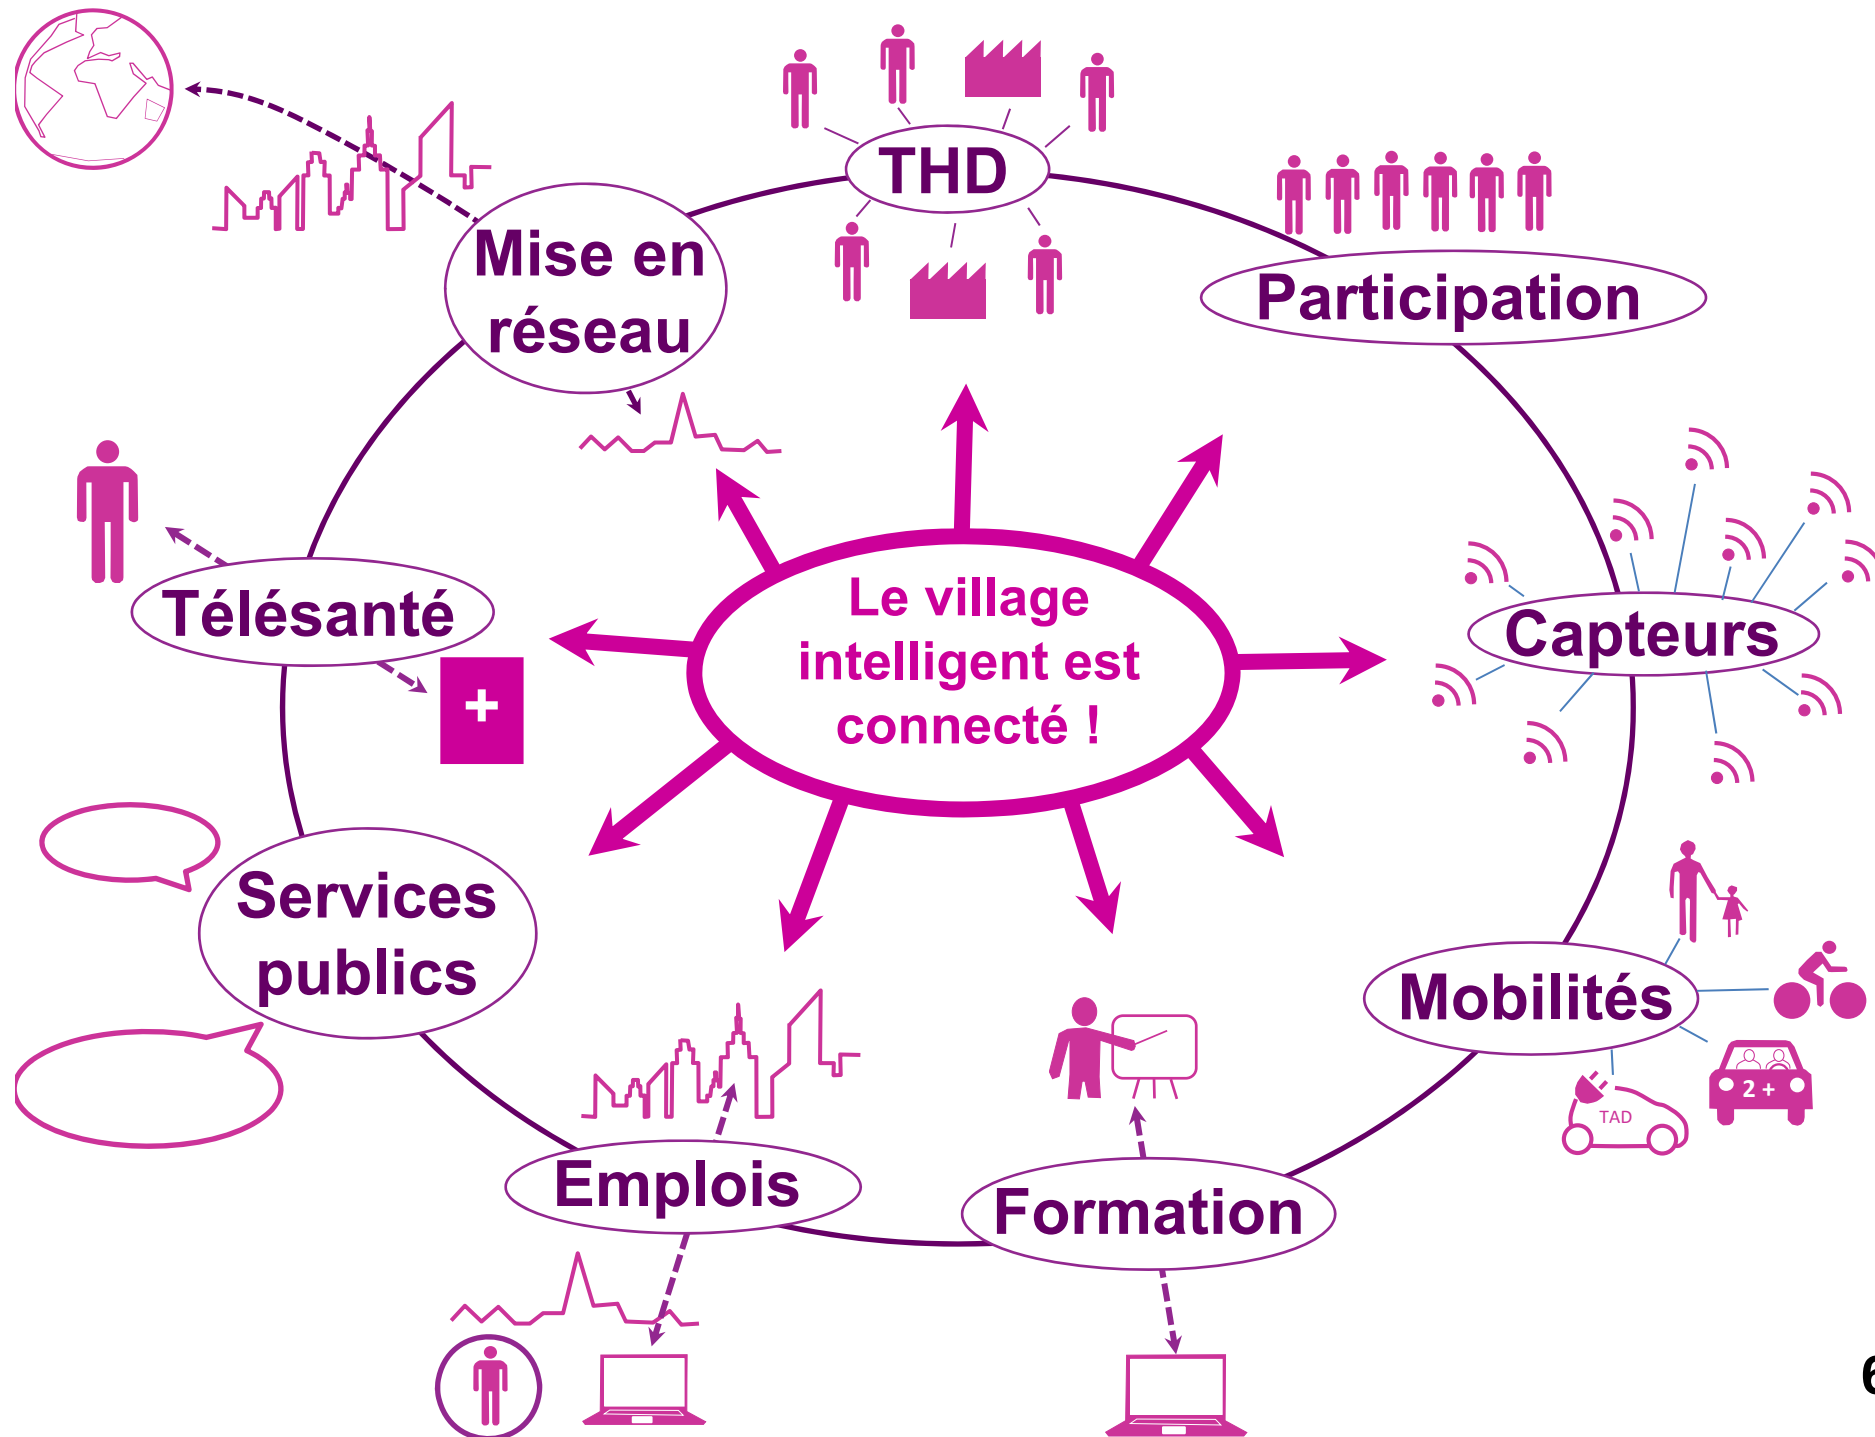 THD
Mise en
réseau
Participation
Le village
intelligent est
connecté !
Télésanté
+
Capteurs
Services
publics
Mobilités
2 +
TAD
Emplois
Formation
6